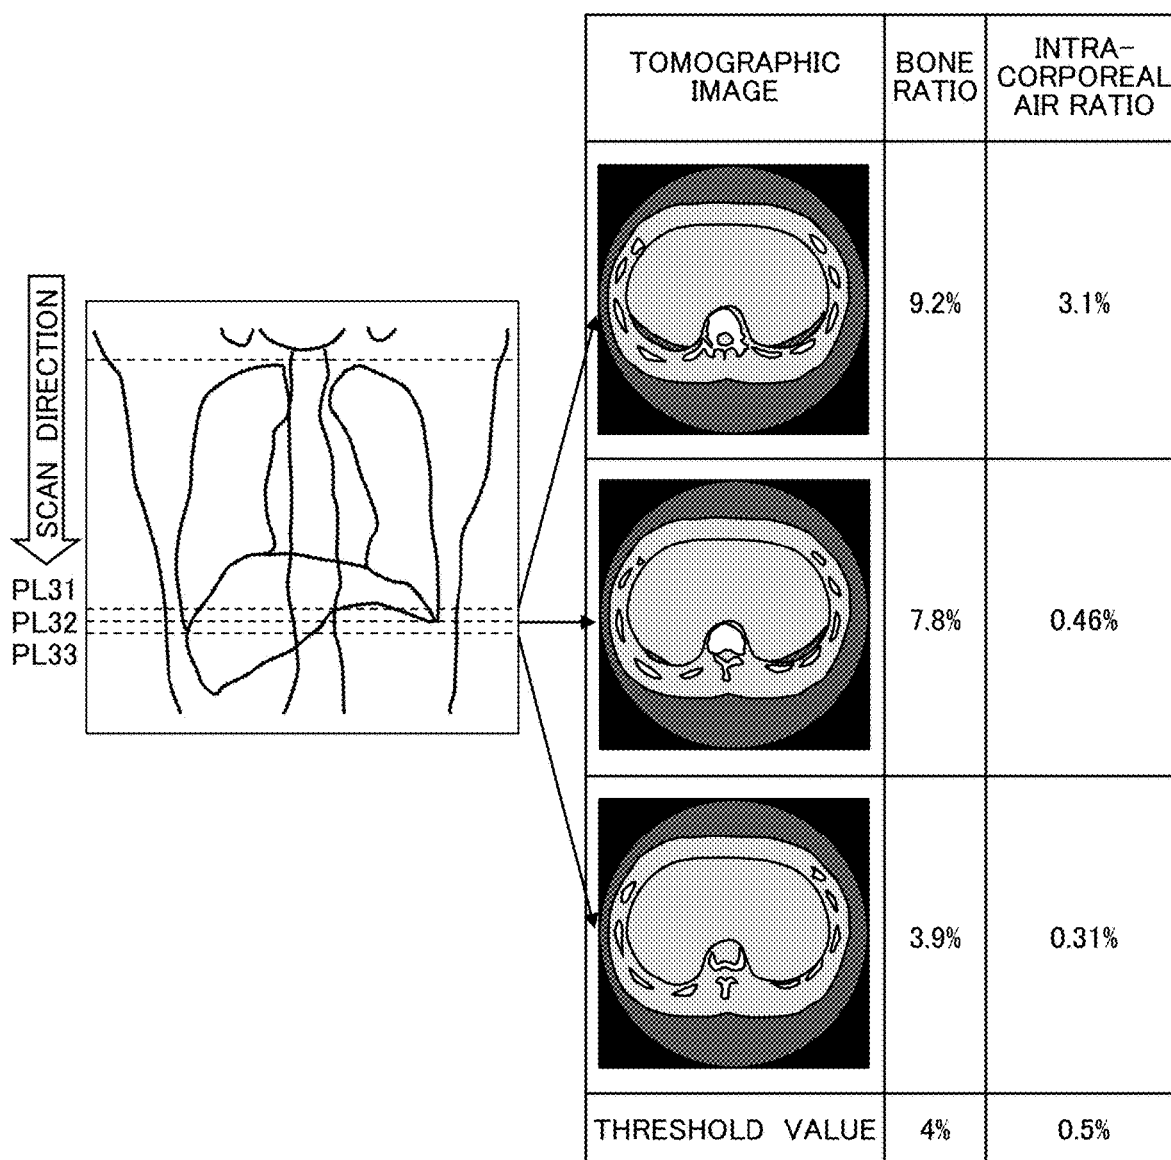 TOMOGRAPHIC
IMAGE
BONE
RATIO
INTRA-
CORPOREAL
AIR RATIO
SCAN DIRECTION
PL31
PL32
PL33
9.2%
3.1%
7.8%
0.46%
3.9%
0.31%
THRESHOLD VALUE
4%
0.5%